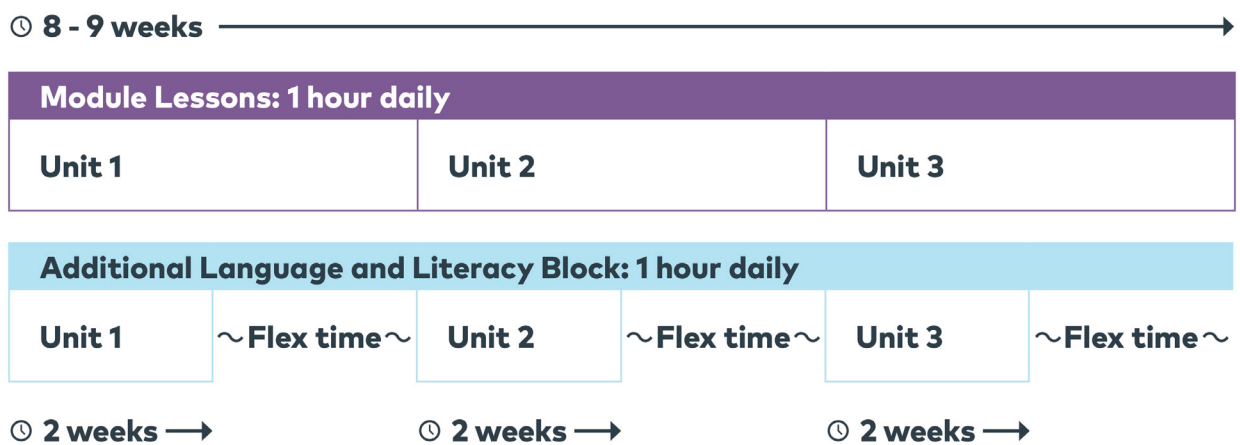 8 - 9 weeks
Module Lessons: 1 hour daily
Unit 1
Unit 2
Unit 3
Additional Language and Literacy Block: 1 hour daily
Unit 1
~Flex time~
Unit 2
~Flex time~
Unit 3
~Flex time~
2 weeks
2 weeks
2 weeks